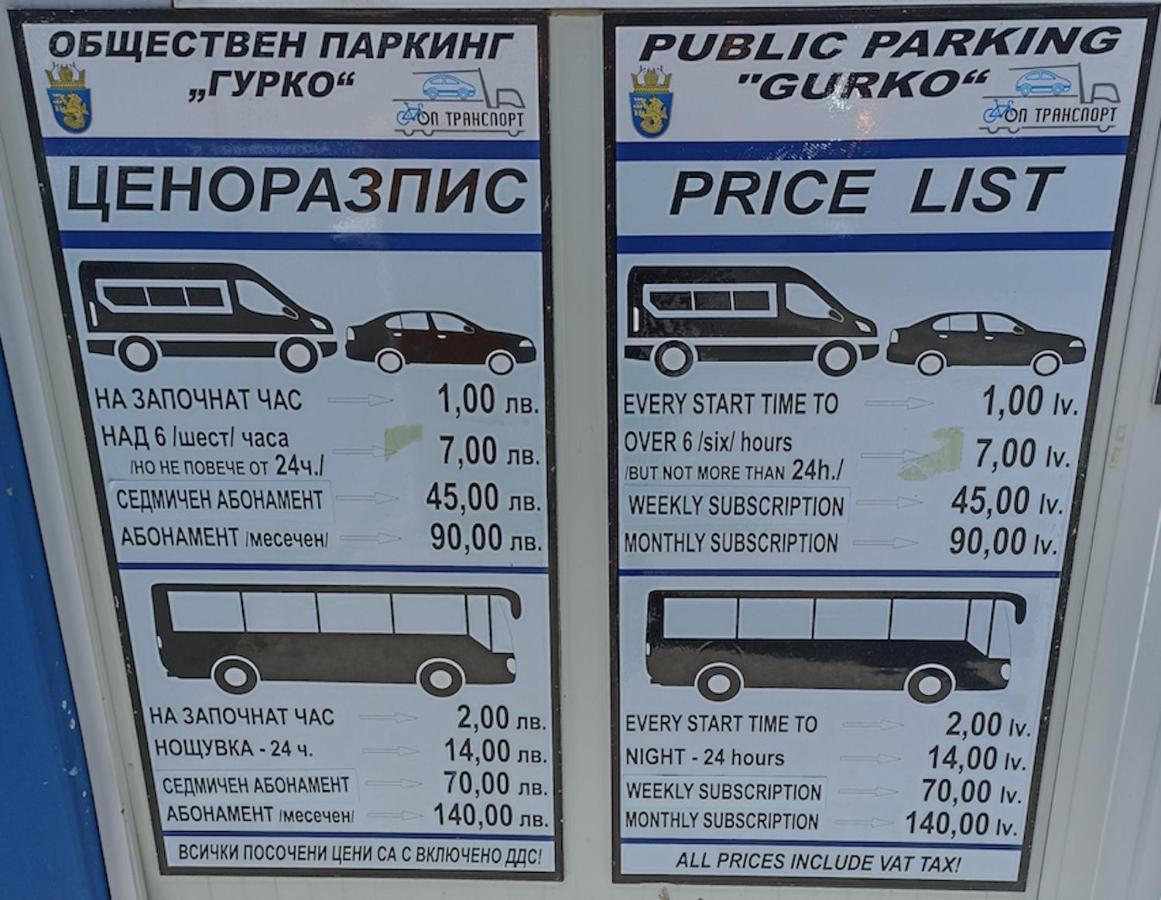 ОБЩЕСТВЕН ПАРКИНГ
„ГУРКО“
ОП ТРАНСПОРТ
ЦЕНОРАЗПИС
НА ЗАПОЧНАТ ЧАС 1,00 лв.
НАД 6 /шест/ часа
/НО НЕ ПОВЕЧЕ ОТ 24ч./ 7,00 лв.
СЕДМИЧЕН АБОНАМЕНТ 45,00 лв.
АБОНАМЕНТ /месечен/ 90,00 лв.
НА ЗАПОЧНАТ ЧАС 2,00 лв.
НОЩУВКА - 24 ч. 14,00 лв.
СЕДМИЧЕН АБОНАМЕНТ 70,00 лв.
АБОНАМЕНТ /месечен/ 140,00 лв.
ВСИЧКИ ПОСОЧЕНИ ЦЕНИ СА С ВКЛЮЧЕНО ДДС!
PUBLIC PARKING
"GURKO“
ОП ТРАНСПОРТ
PRICE LIST
EVERY START TIME TO 1,00 lv.
OVER 6 /six/ hours
/BUT NOT MORE THAN 24h./ 7,00 lv.
WEEKLY SUBSCRIPTION 45,00 lv.
MONTHLY SUBSCRIPTION 90,00 lv.
EVERY START TIME TO 2,00 lv.
NIGHT - 24 hours 14,00 lv.
WEEKLY SUBSCRIPTION 70,00 lv.
MONTHLY SUBSCRIPTION 140,00 lv.
ALL PRICES INCLUDE VAT TAX!